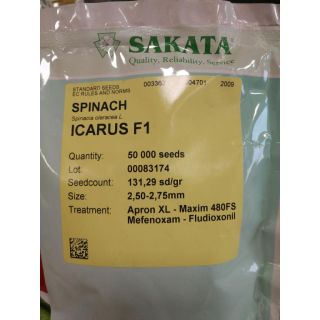 SAKATA
Quality, Reliability, Service
STANDARD SEEDS
EC RULES AND NORMS
04701 2009
SPINACH
Spinacia oleracea L.
ICARUS F1
Quantity: 50 000 seeds
Lot 00083174
Seedcount: 131,29 sd/gr
Size: 2,50-2,75mm
Treatment: Apron XL - Maxim 480FS
Mefenoxam - Fludioxonil